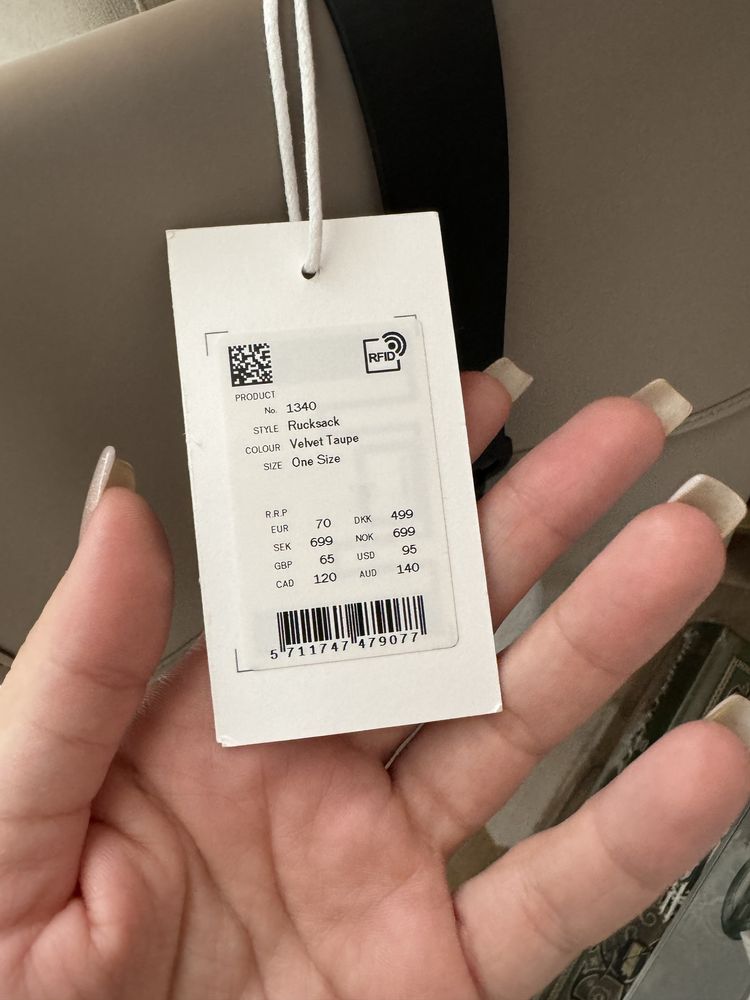 RFID
PRODUCT
No. 1340
STYLE Rucksack
COLOUR Velvet Taupe
SIZE One Size
R.R.P
EUR 70 DKK 499
SEK 699 NOK 699
GBP 65 USD 95
CAD 120 AUD 140
5 711747 479077